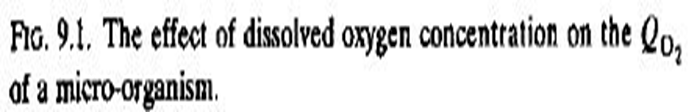 FIG. 9.1. The effect of dissolved oxygen concentration on the Q_O₂
of a micro-organism.